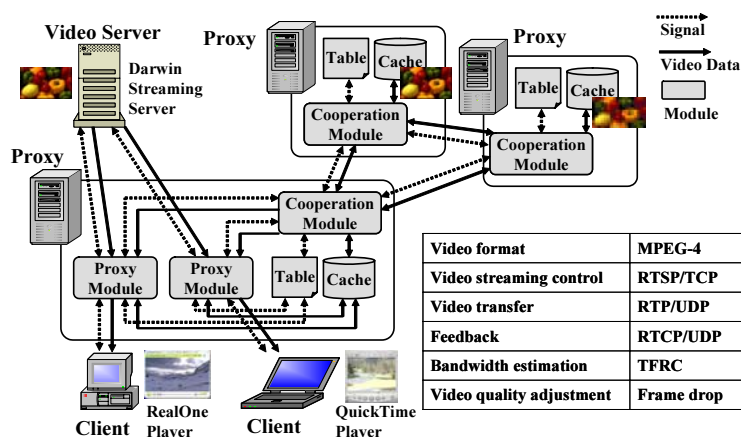 Video Server
Darwin
Streaming
Server
Proxy
Table
Cache
Cooperation
Module
Proxy
Table
Cache
Cooperation
Module
Signal
Video Data
Module
Proxy
Cooperation
Module
Proxy
Module
Proxy
Module
Table
Cache
Client
RealOne
Player
Client
QuickTime
Player
Video format MPEG-4
Video streaming control RTSP/TCP
Video transfer RTP/UDP
Feedback RTCP/UDP
Bandwidth estimation TFRC
Video quality adjustment Frame drop